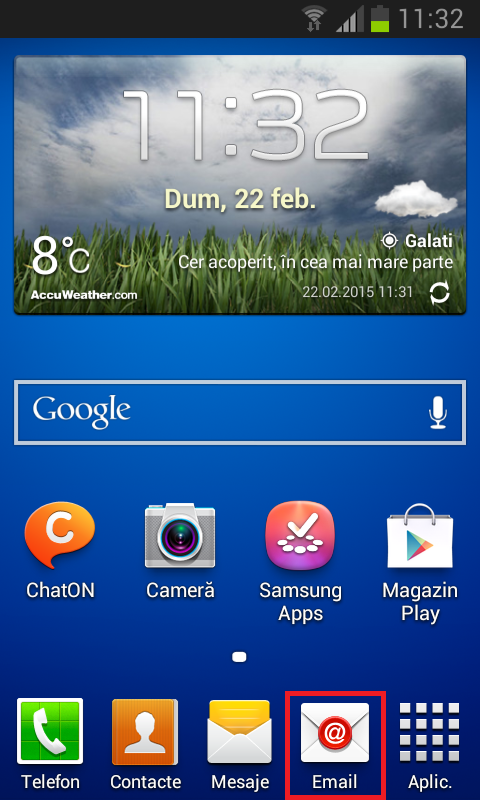 11:32
11:32
Dum, 22 feb.
8°C
Galati
Cer acoperit, în cea mai mare parte
AccuWeather.com
22.02.2015 11:31
Google
C
ChatON
Cameră
Samsung Apps
Magazin Play
@
Telefon
Contacte
Mesaje
Email
Aplic.